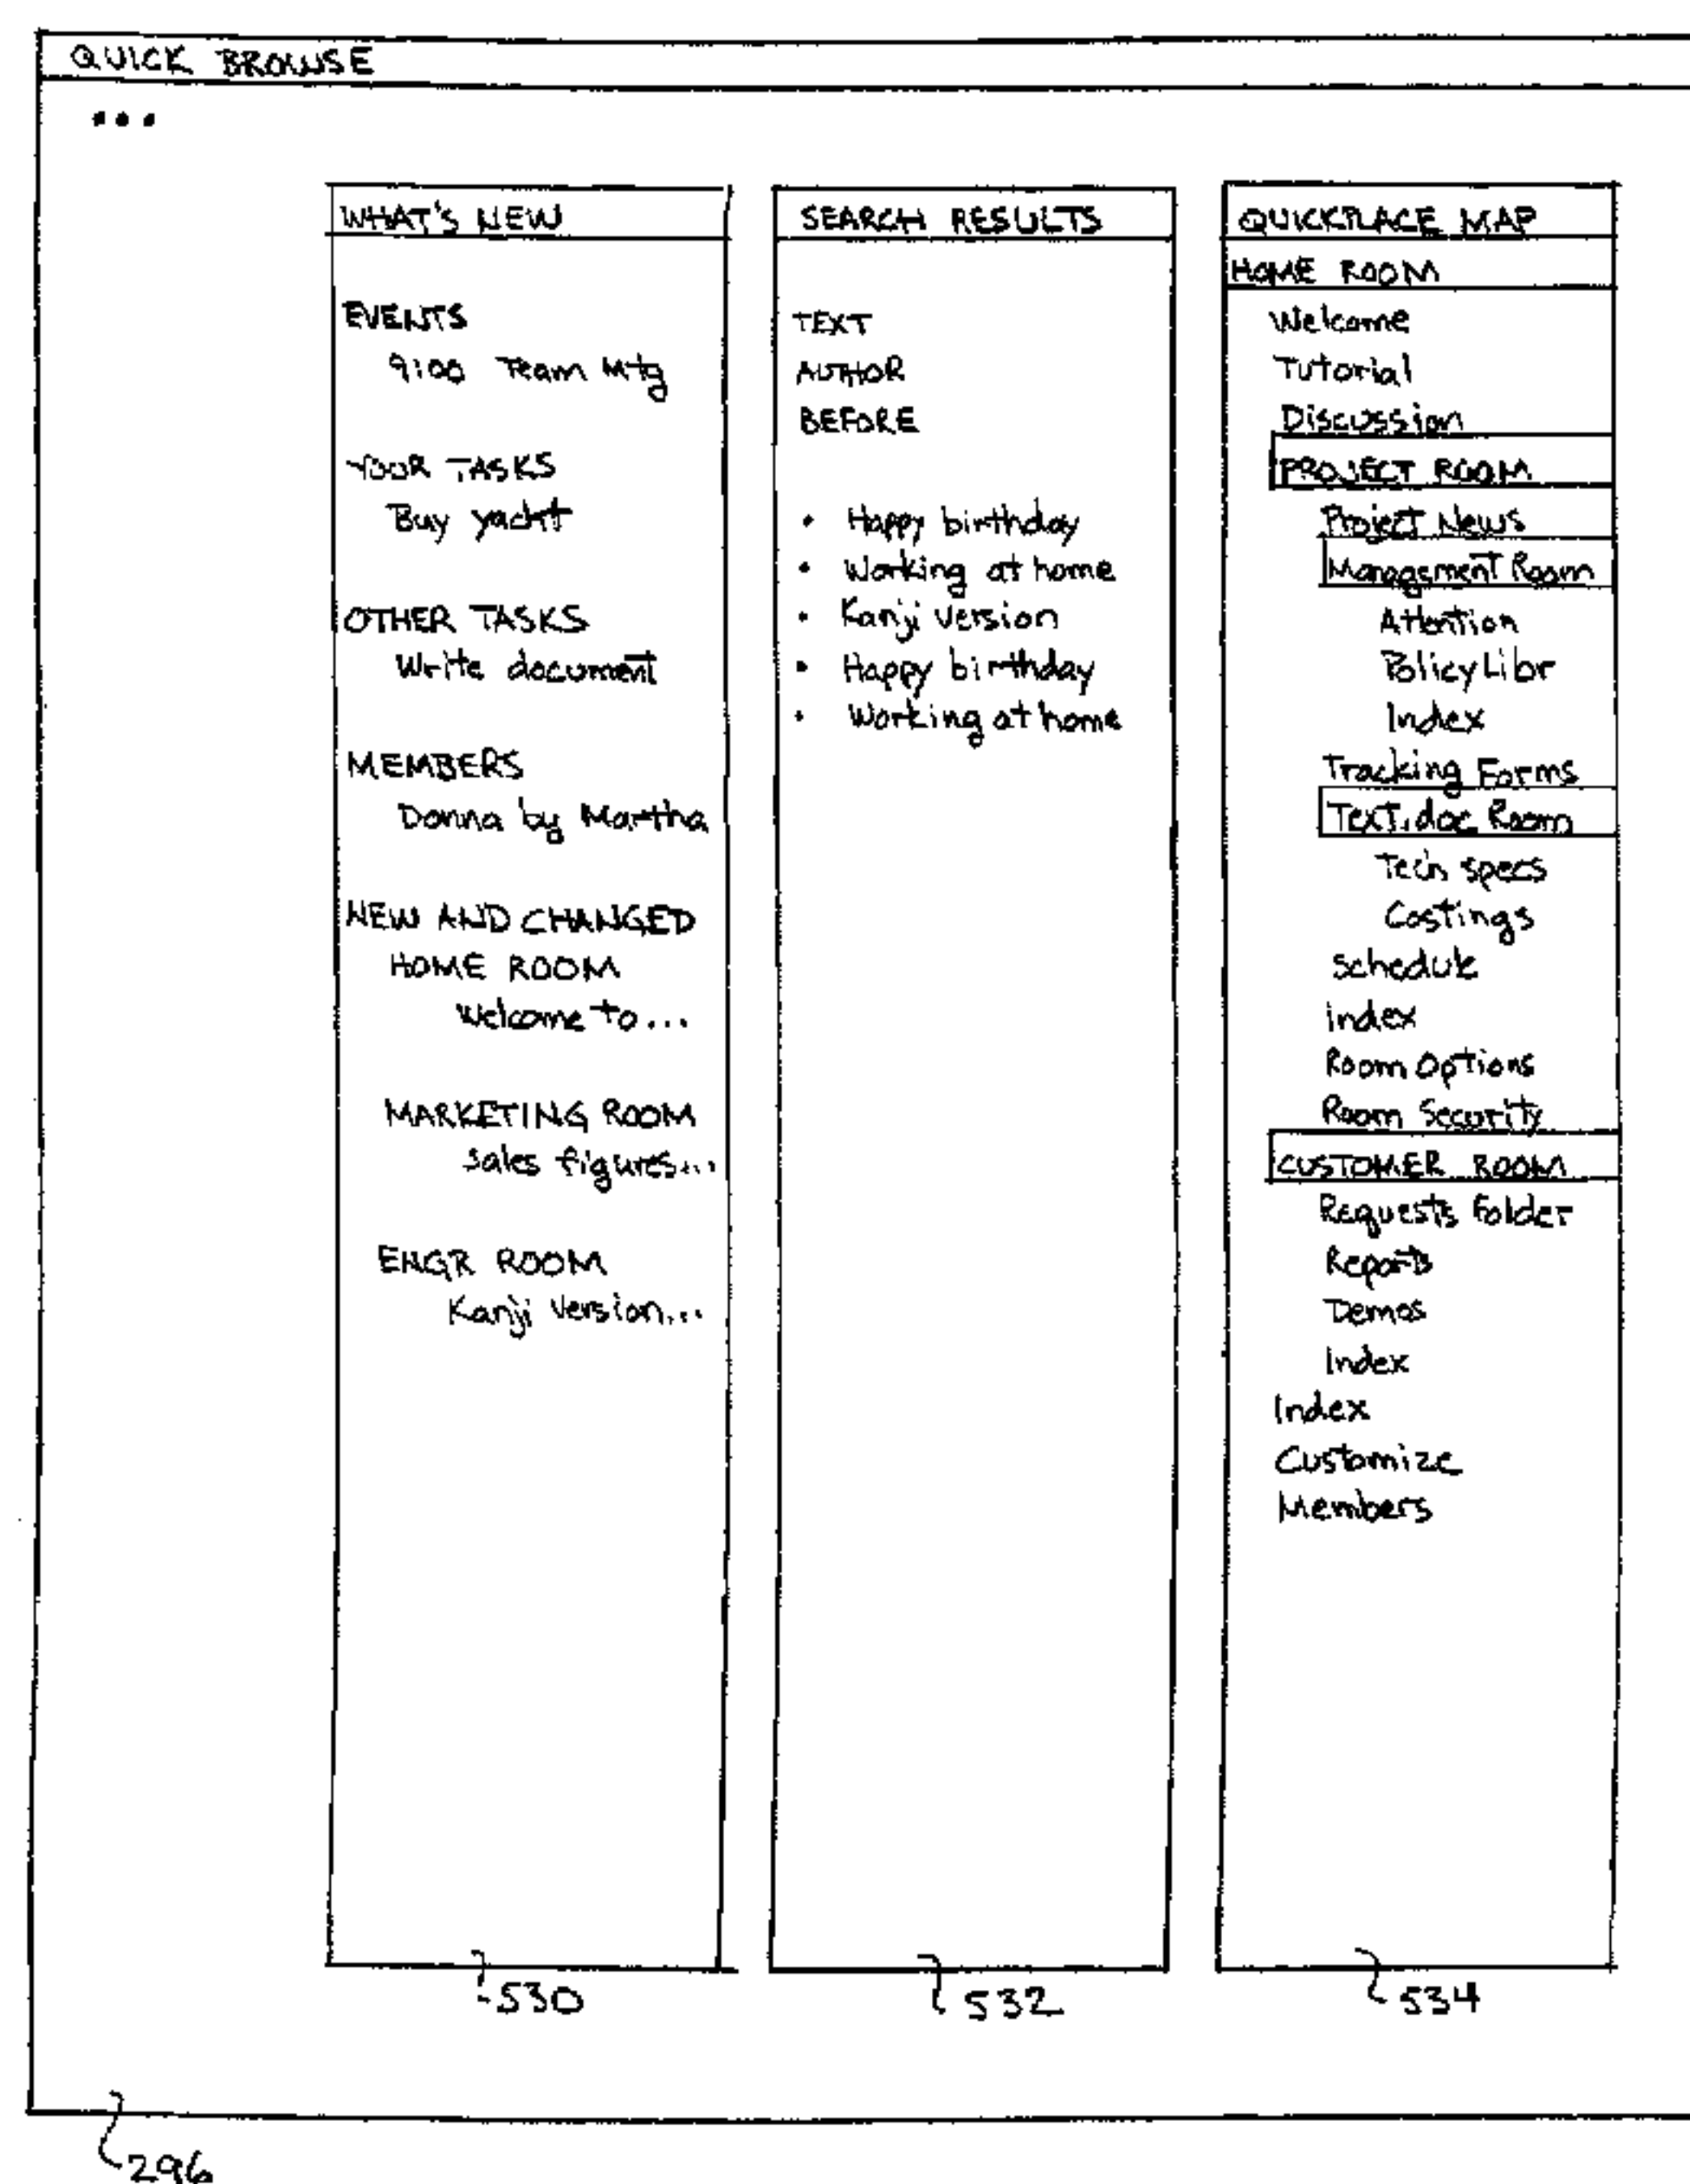 QUICK BROWSE
...
WHAT'S NEW
EVENTS
9:00 Team Mtg
YOUR TASKS
Buy yacht
OTHER TASKS
Write document
MEMBERS
Donna by Martha
NEW AND CHANGED
HOME ROOM
Welcome to...
MARKETING ROOM
Sales figures...
ENGR ROOM
Kanji Version...
530
SEARCH RESULTS
TEXT
AUTHOR
BEFORE
• Happy birthday
• Working at home
• Kanji Version
• Happy birthday
• Working at home
532
QUICKPLACE MAP
HOME ROOM
Welcome
Tutorial
Discussion
PROJECT ROOM
Project News
Management Room
Attention
Policy Libr
Index
Tracking Forms
Text.doc Room
Tech specs
Costings
Schedule
Index
Room Options
Room Security
CUSTOMER ROOM
Requests Folder
Reports
Demos
Index
Index
Customize
Members
534
296